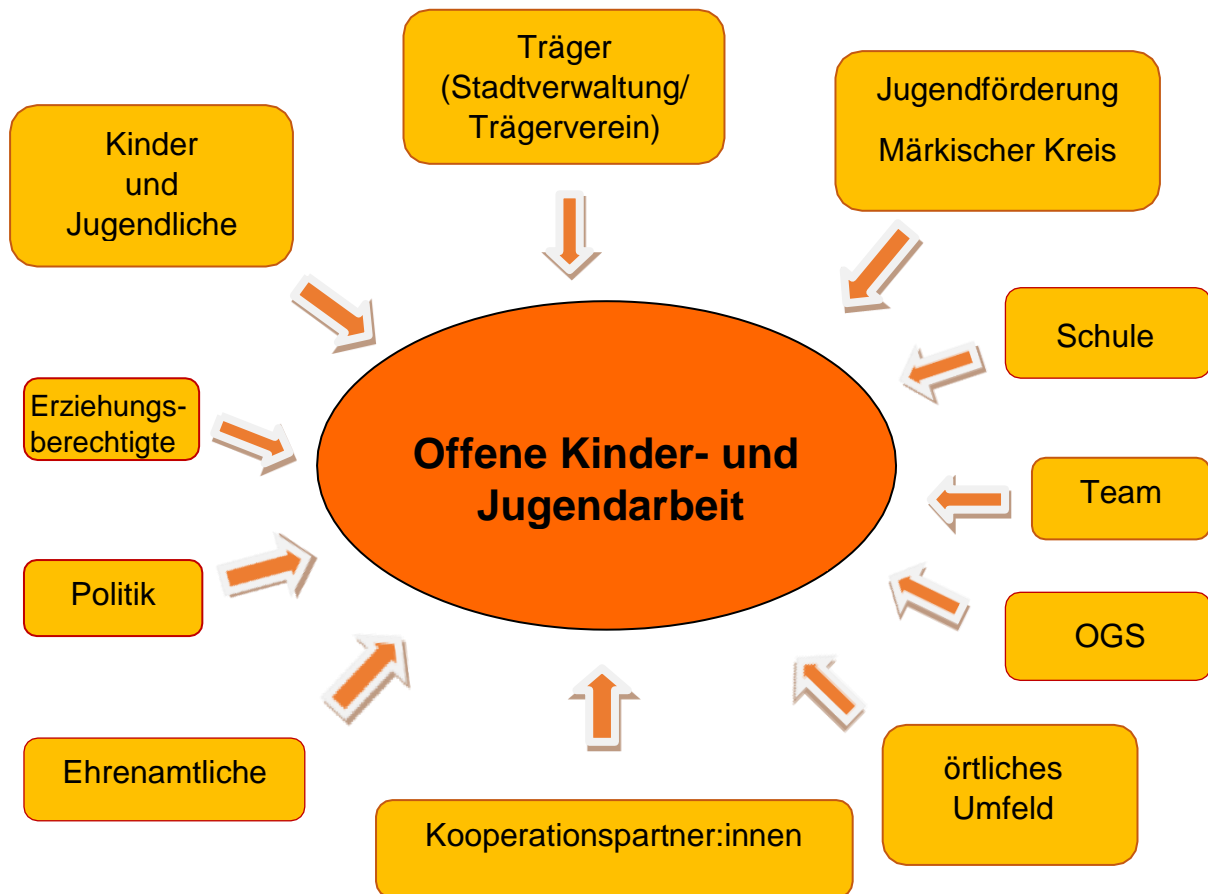 Träger
(Stadtverwaltung/
Trägerverein)
Jugendförderung
Märkischer Kreis
Kinder
und
Jugendliche
Schule
Erziehungs-
berechtigte
Offene Kinder- und
Jugendarbeit
Team
Politik
OGS
Ehrenamtliche
örtliches
Umfeld
Kooperationspartner:innen